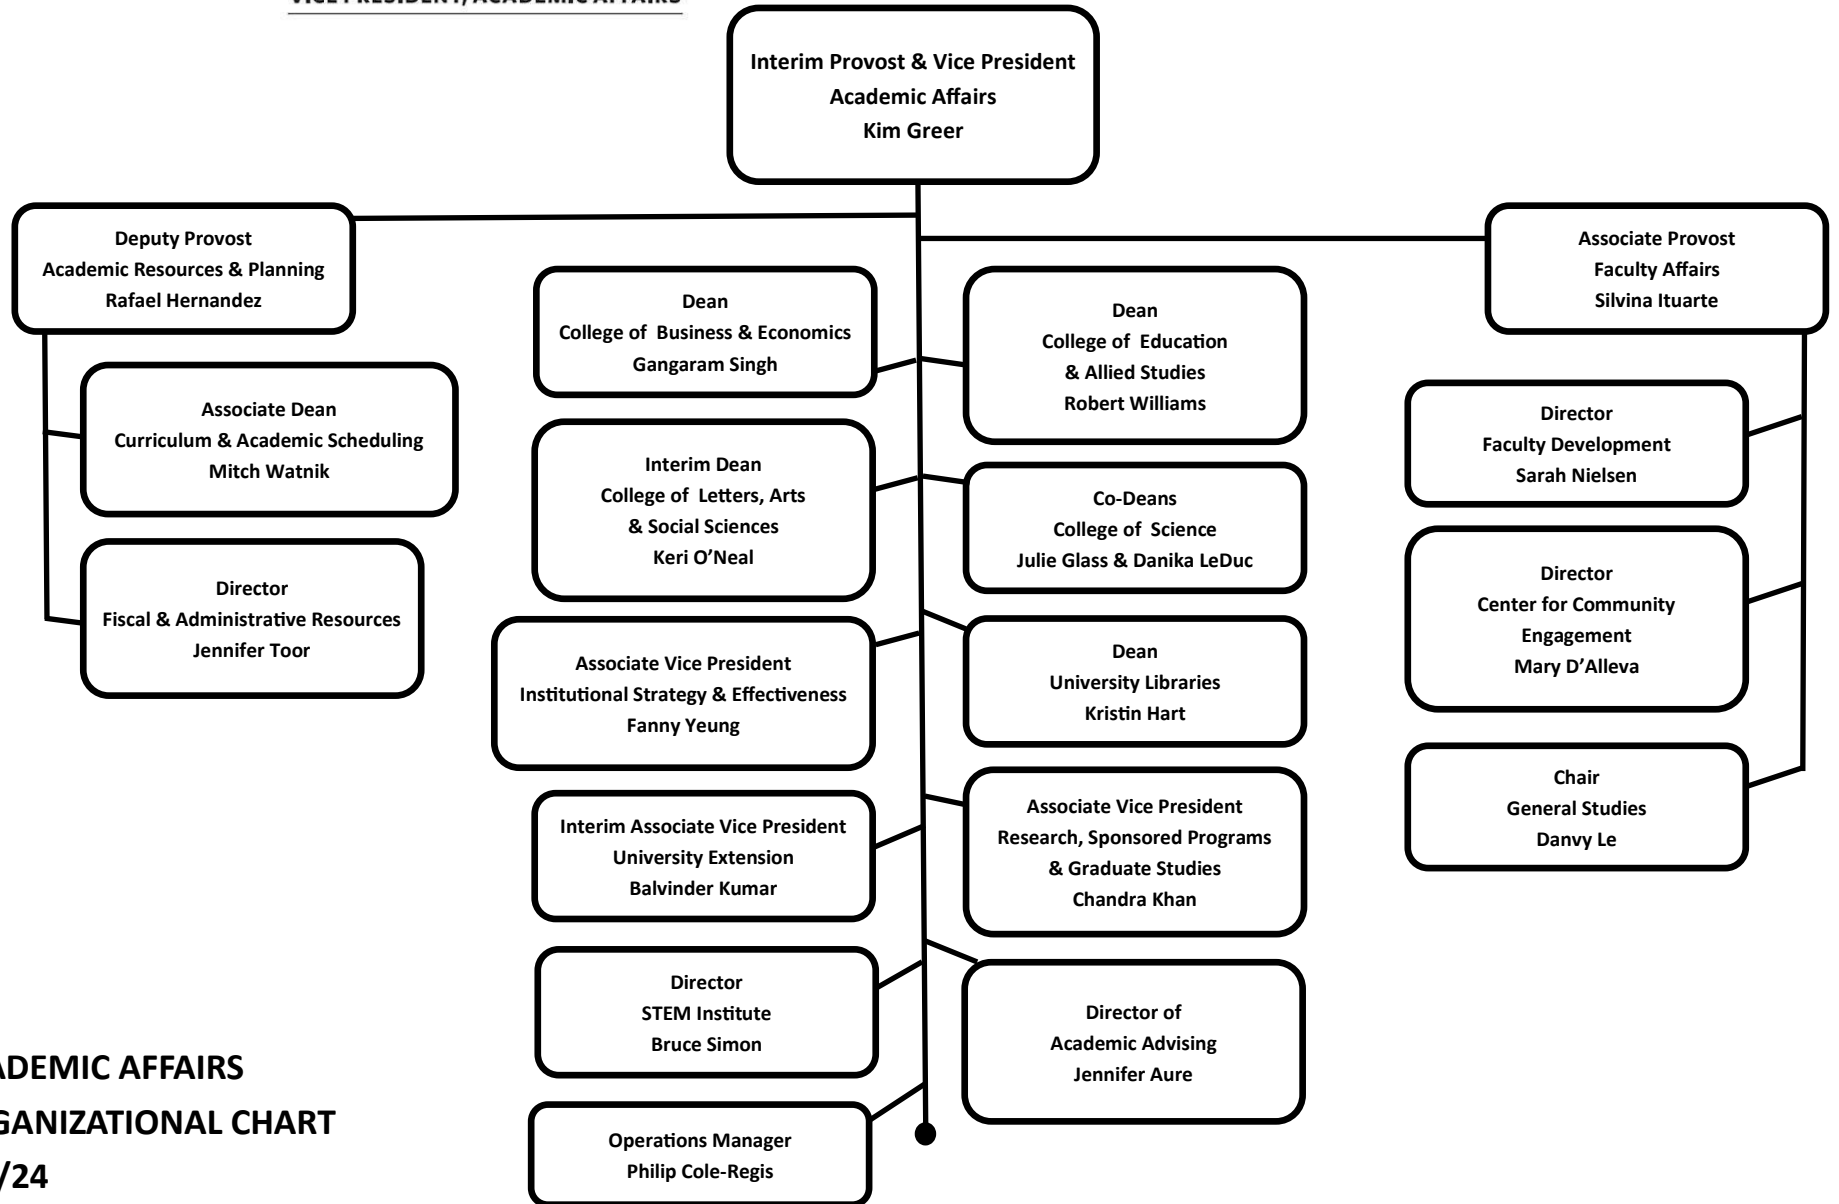 VICE PRESIDENT, ACADEMIC AFFAIRS
Interim Provost & Vice President
Academic Affairs
Kim Greer
Deputy Provost
Academic Resources & Planning
Rafael Hernandez
Associate Provost
Faculty Affairs
Silvina Ituarte
Dean
College of Business & Economics
Gangaram Singh
Dean
College of Education
& Allied Studies
Robert Williams
Associate Dean
Curriculum & Academic Scheduling
Mitch Watnik
Director
Faculty Development
Sarah Nielsen
Interim Dean
College of Letters, Arts
& Social Sciences
Keri O’Neal
Co-Deans
College of Science
Julie Glass & Danika LeDuc
Director
Fiscal & Administrative Resources
Jennifer Toor
Director
Center for Community
Engagement
Mary D’Alleva
Associate Vice President
Institutional Strategy & Effectiveness
Fanny Yeung
Dean
University Libraries
Kristin Hart
Chair
General Studies
Danvy Le
Interim Associate Vice President
University Extension
Balvinder Kumar
Associate Vice President
Research, Sponsored Programs
& Graduate Studies
Chandra Khan
Director
STEM Institute
Bruce Simon
Director of
Academic Advising
Jennifer Aure
Operations Manager
Philip Cole-Regis
ADEMIC AFFAIRS
GANIZATIONAL CHART
/24